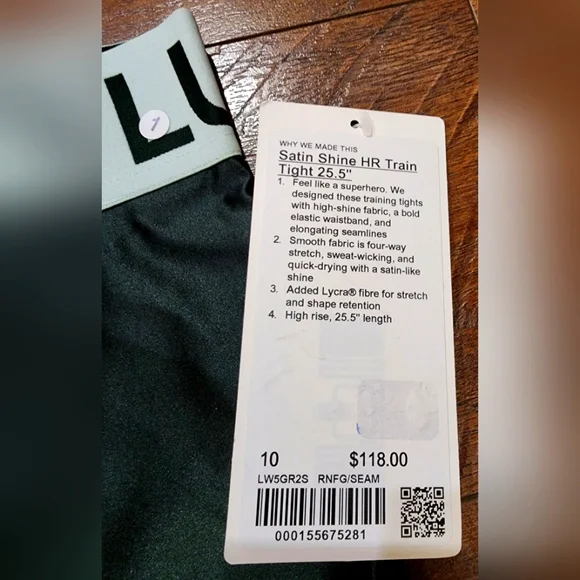 LU
1
WHY WE MADE THIS
Satin Shine HR Train
Tight 25.5"
1. Feel like a superhero. We
designed these training tights
with high-shine fabric, a bold
elastic waistband, and
elongating seamlines
2. Smooth fabric is four-way
stretch, sweat-wicking, and
quick-drying with a satin-like
shine
3. Added Lycra® fibre for stretch
and shape retention
4. High rise, 25.5" length
10 $118.00
LW5GR2S RNFG/SEAM
000155675281